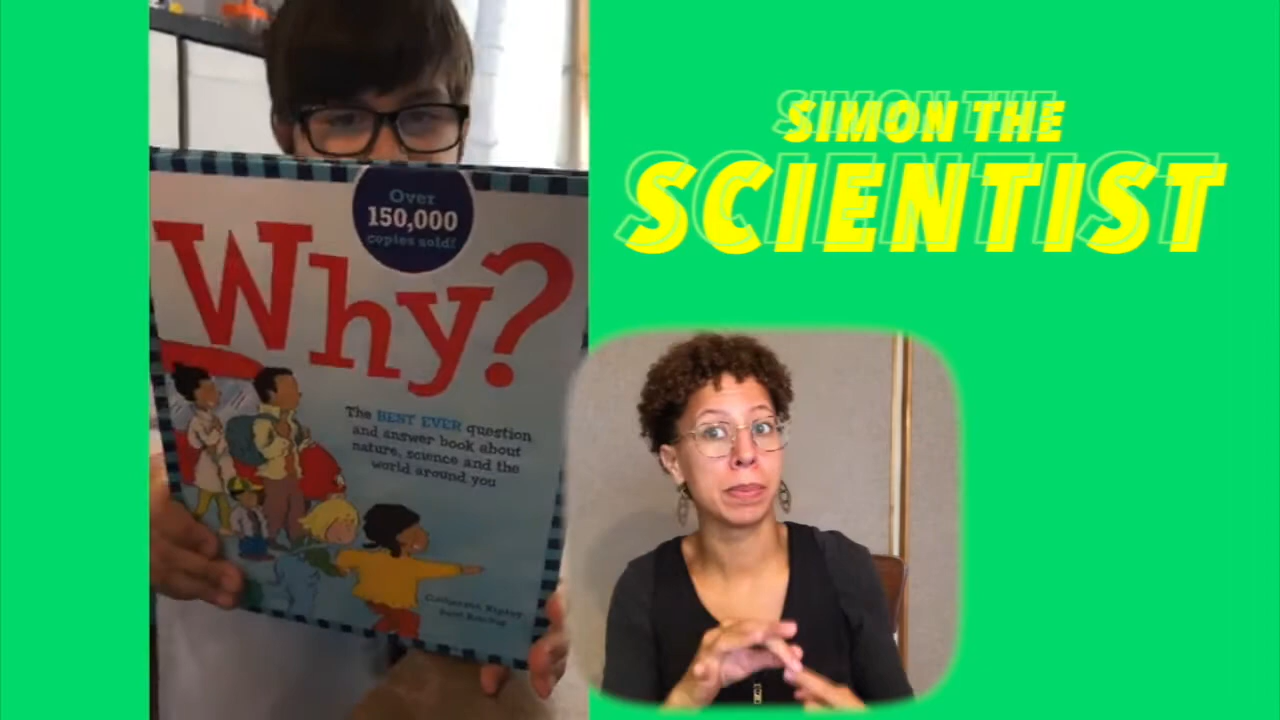 SIMON THE
SCIENTIST
Over
150,000
copies sold!
Why?
The BEST EVER question
and answer book about
nature, science and the
world around you